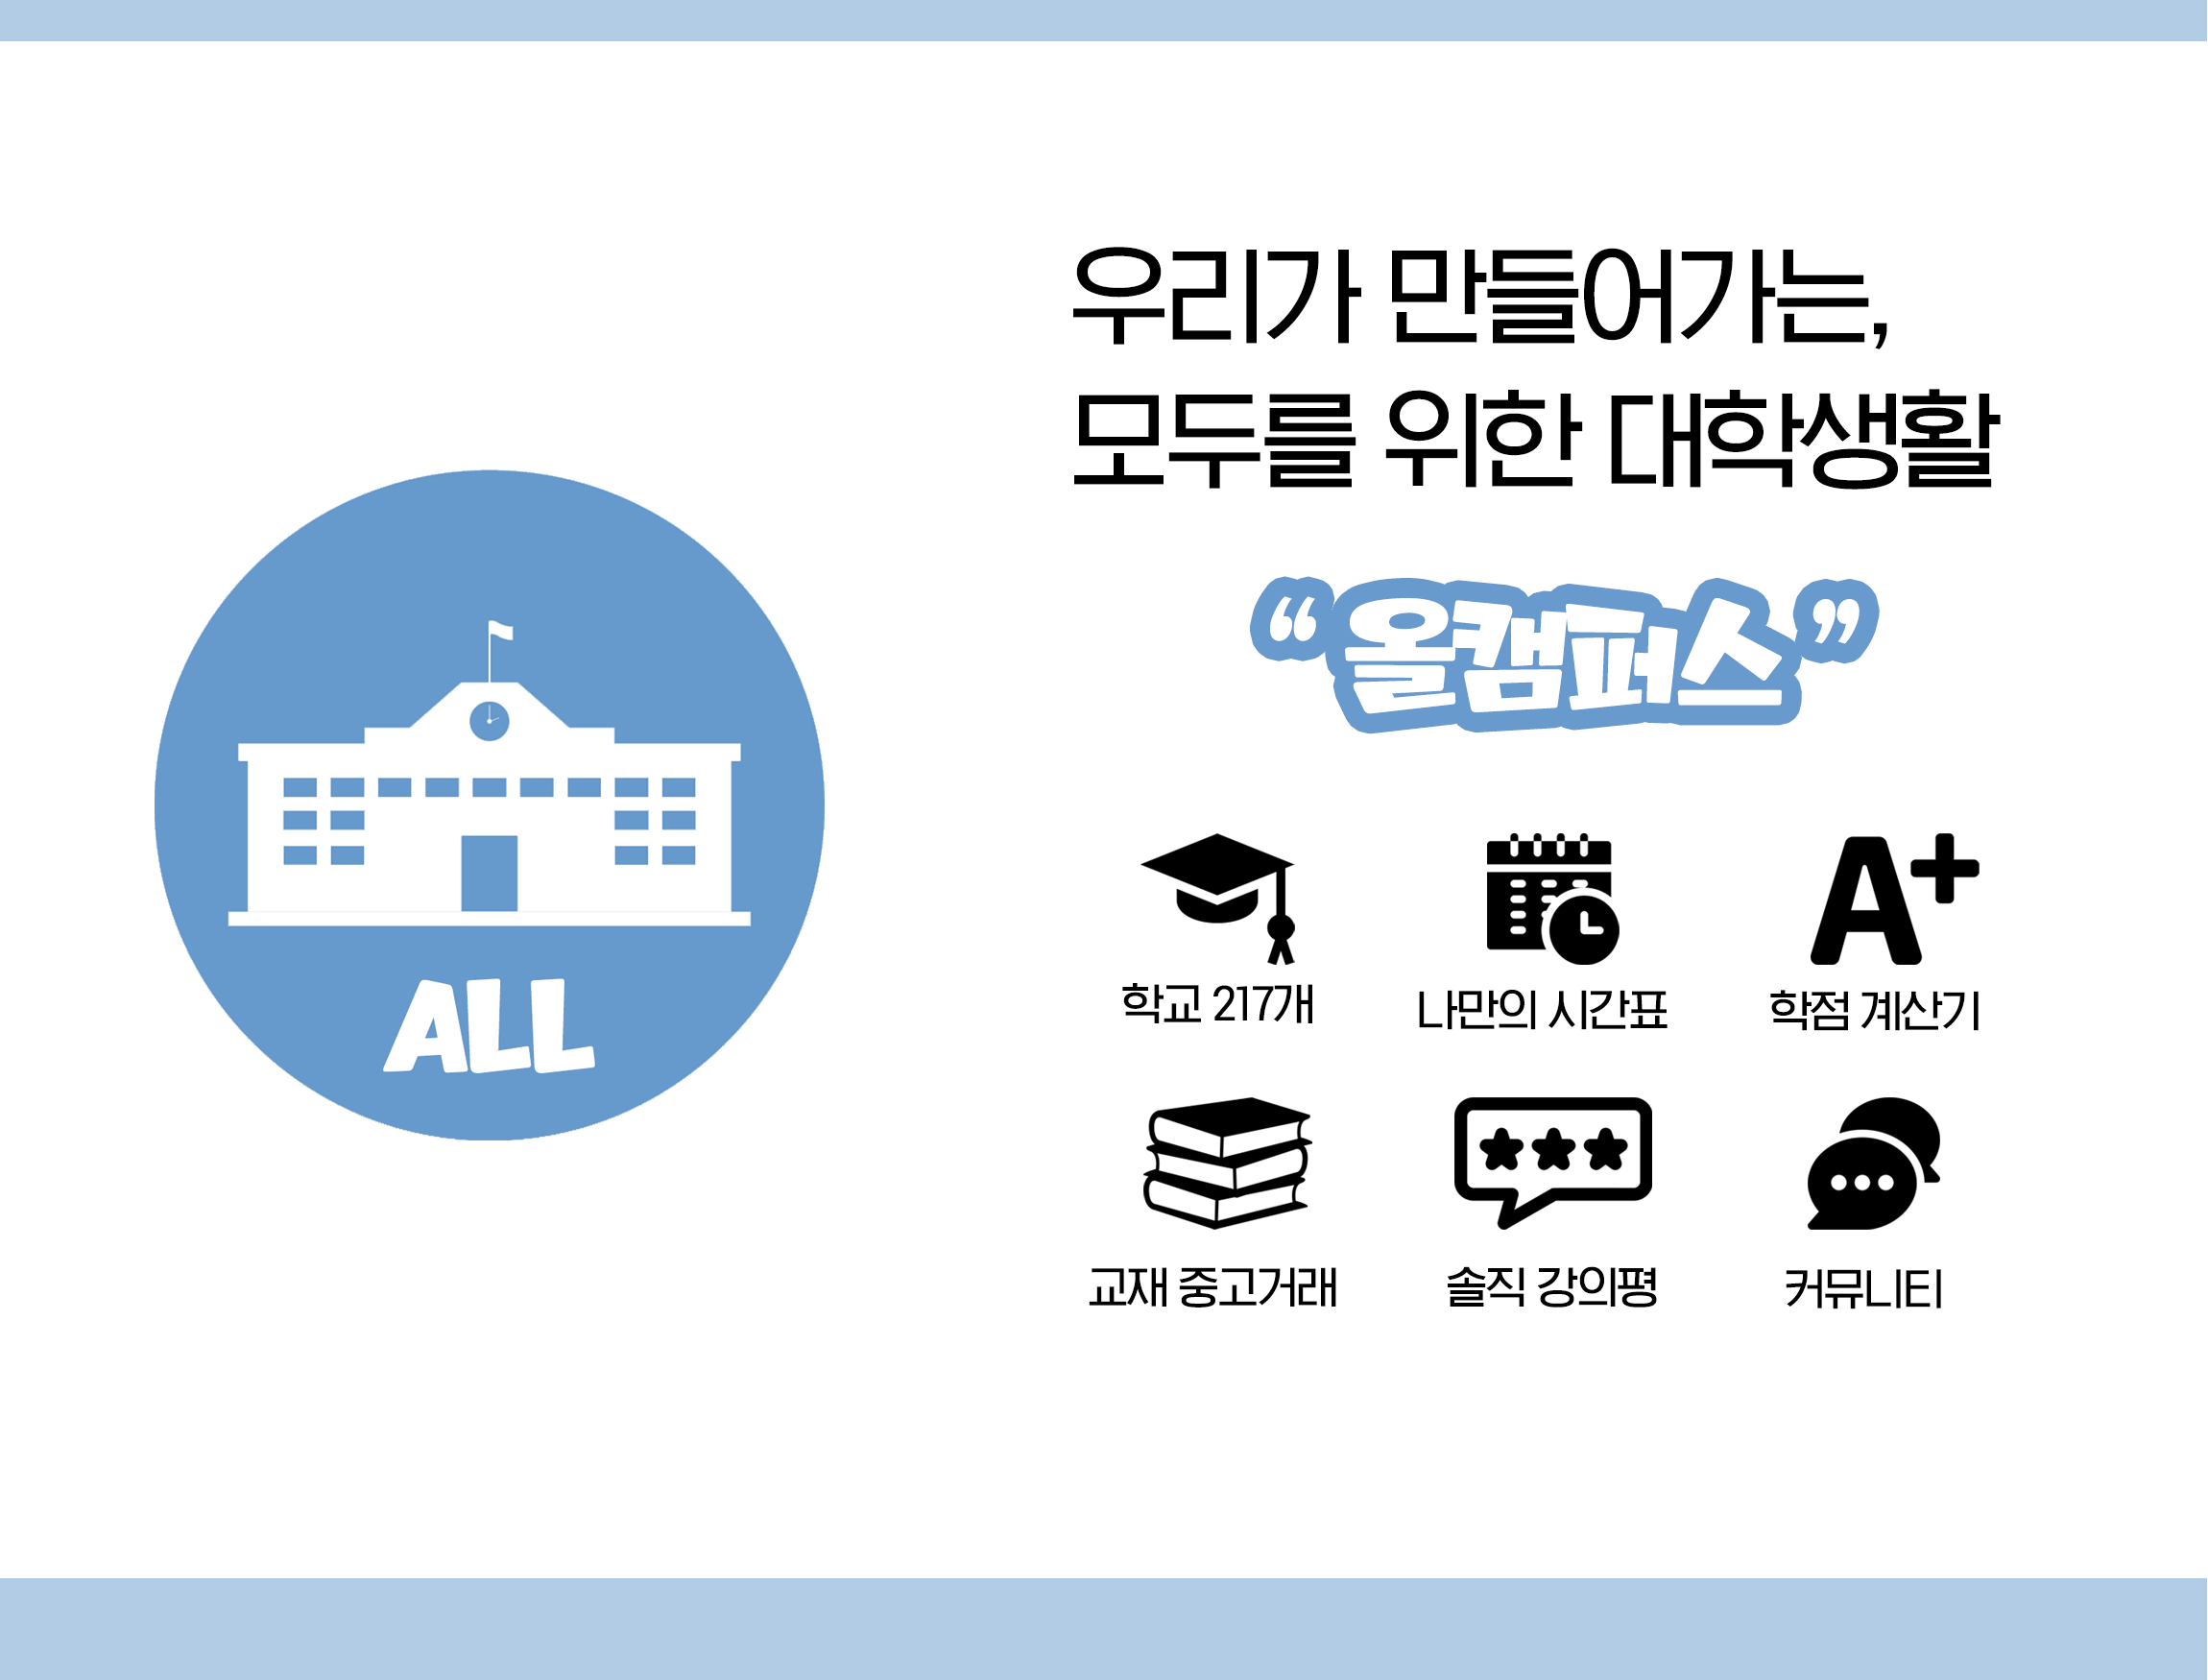 우리가 만들어가는,
모두를 위한 대학생활
“올캠퍼스”
ALL
학교 217개
나만의 시간표
A+
학점 계산기
교재 중고거래
솔직 강의평
커뮤니티